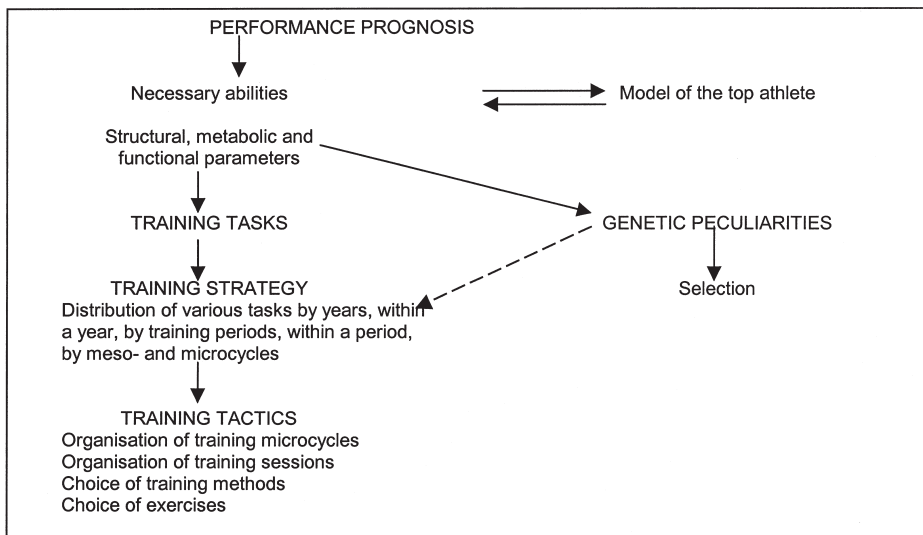 PERFORMANCE PROGNOSIS
Necessary abilities
Model of the top athlete
Structural, metabolic and
functional parameters
TRAINING TASKS
GENETIC PECULIARITIES
TRAINING STRATEGY
Selection
Distribution of various tasks by years, within
a year, by training periods, within a period,
by meso- and microcycles
TRAINING TACTICS
Organisation of training microcycles
Organisation of training sessions
Choice of training methods
Choice of exercises